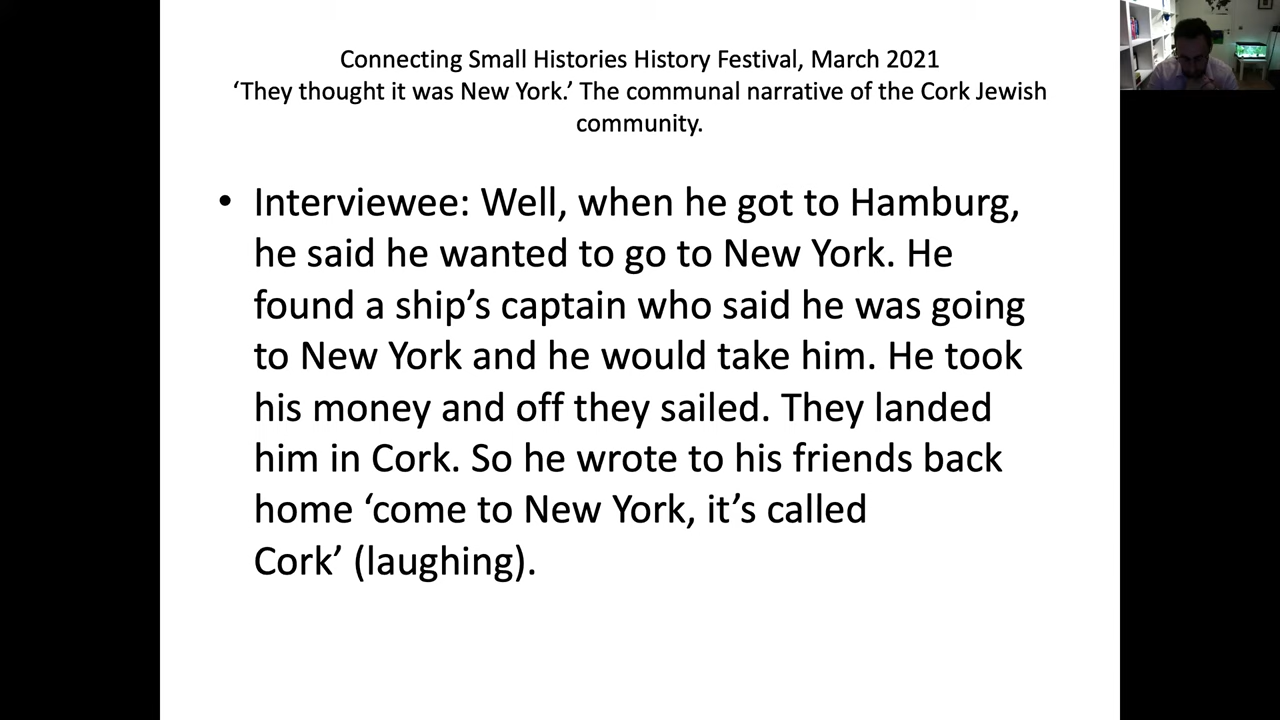 Connecting Small Histories History Festival, March 2021
‘They thought it was New York.’ The communal narrative of the Cork Jewish
community.
• Interviewee: Well, when he got to Hamburg,
he said he wanted to go to New York. He
found a ship’s captain who said he was going
to New York and he would take him. He took
his money and off they sailed. They landed
him in Cork. So he wrote to his friends back
home ‘come to New York, it’s called
Cork’ (laughing).